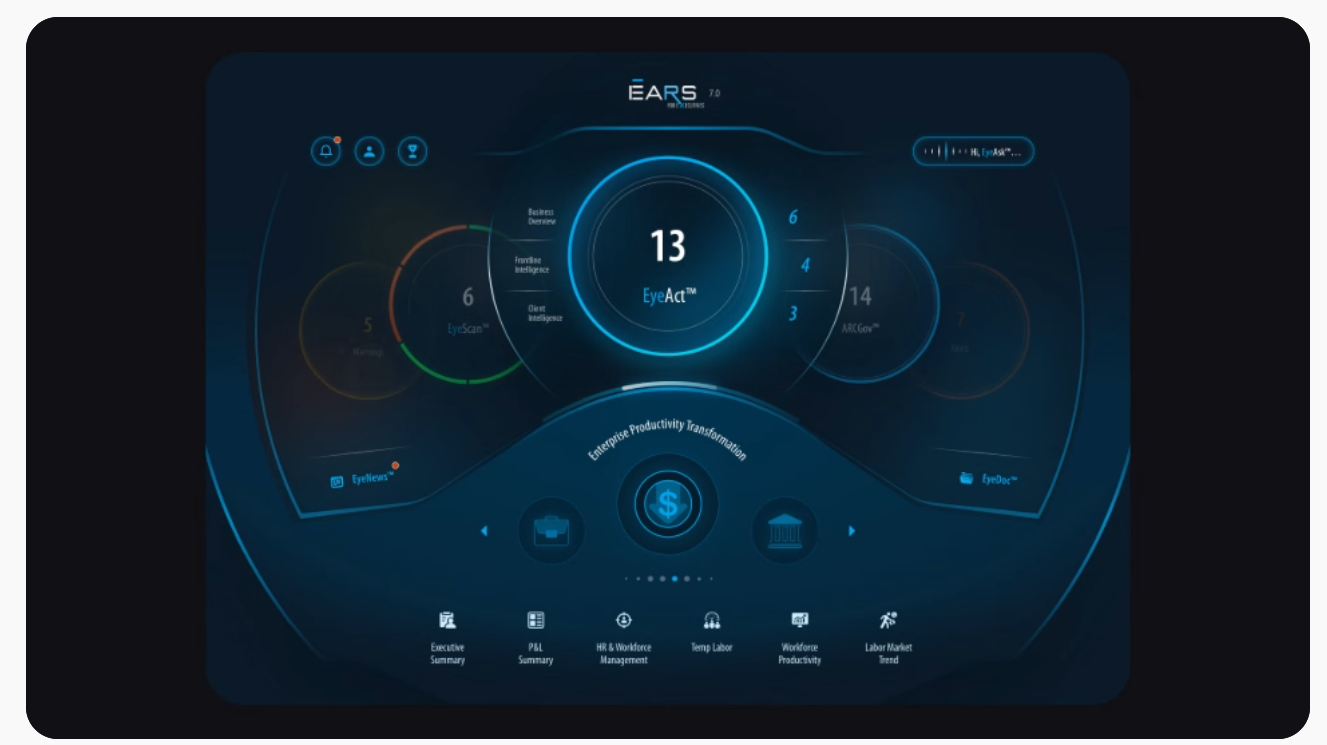 EARS 7.0
Hi, EyeAsk™....
Business
Overview
Frontline
Intelligence
Client
Intelligence
13
EyeAct™
6
4
3
5
Warnings
6
EyeScan™
14
ARCGov™
7
EyeNews™
EyeDoc™
Enterprise Productivity Transformation
$
Executive
Summary
P&L
Summary
HR & Workforce
Management
Temp Labor
Workforce
Productivity
Labor Market
Trend